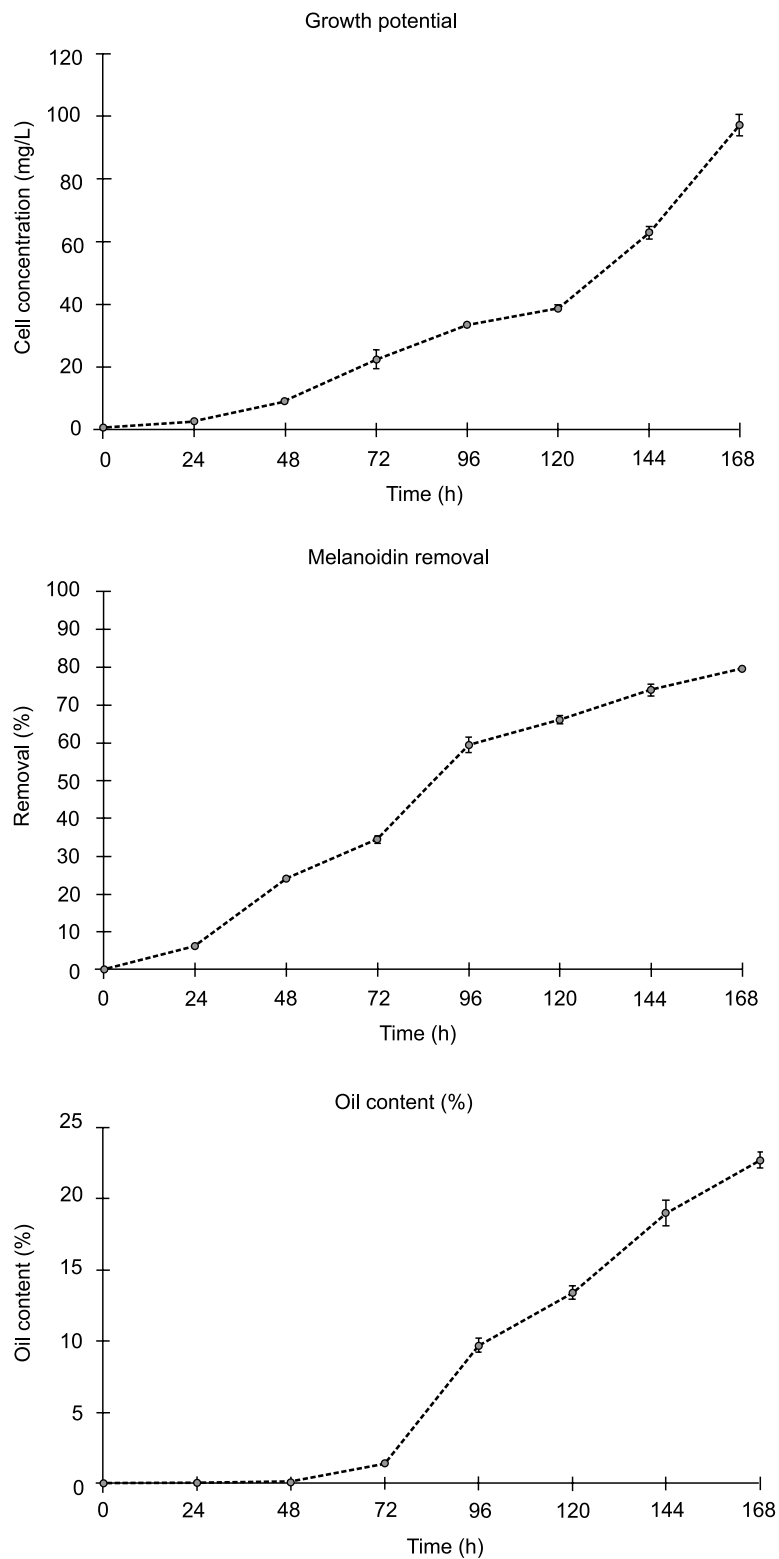 Growth potential
Cell concentration (mg/L)
120
100
80
60
40
20
0
0 24 48 72 96 120 144 168
Time (h)
Melanoidin removal
Removal (%)
100
90
80
70
60
50
40
30
20
10
0
0 24 48 72 96 120 144 168
Time (h)
Oil content (%)
Oil content (%)
25
20
15
10
5
0
0 24 48 72 96 120 144 168
Time (h)